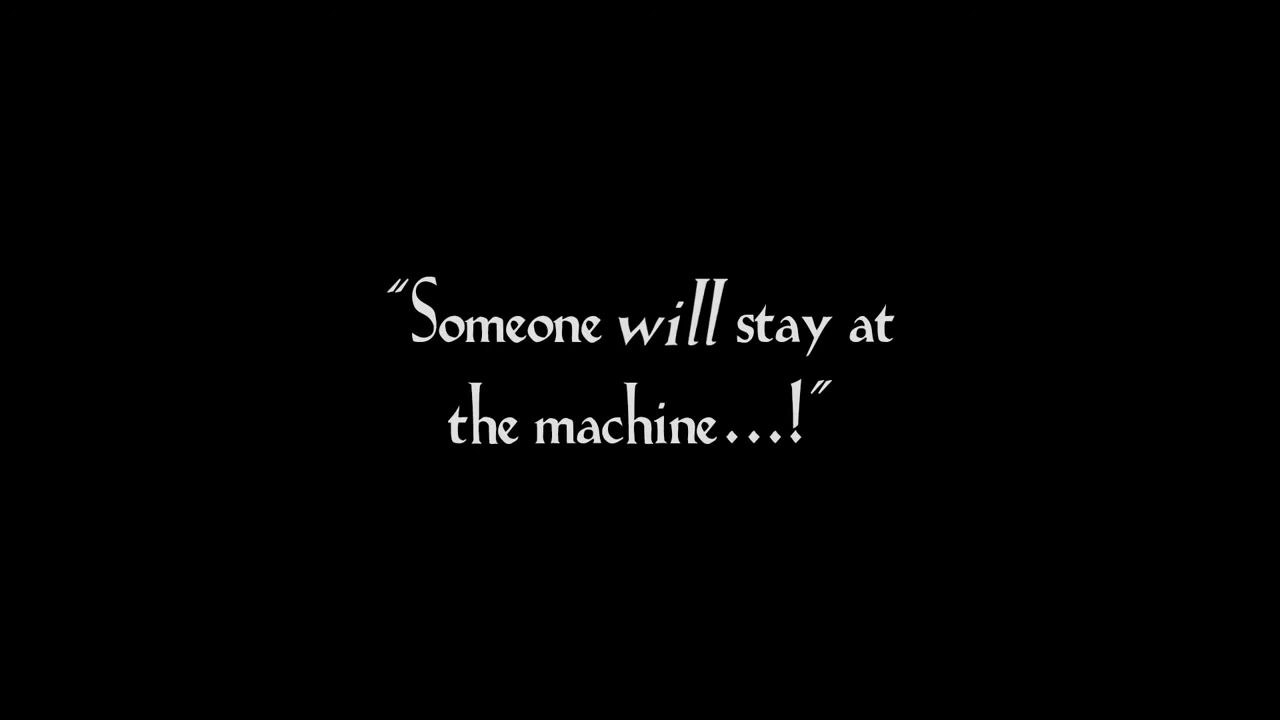 “Someone will stay at
the machine...!”